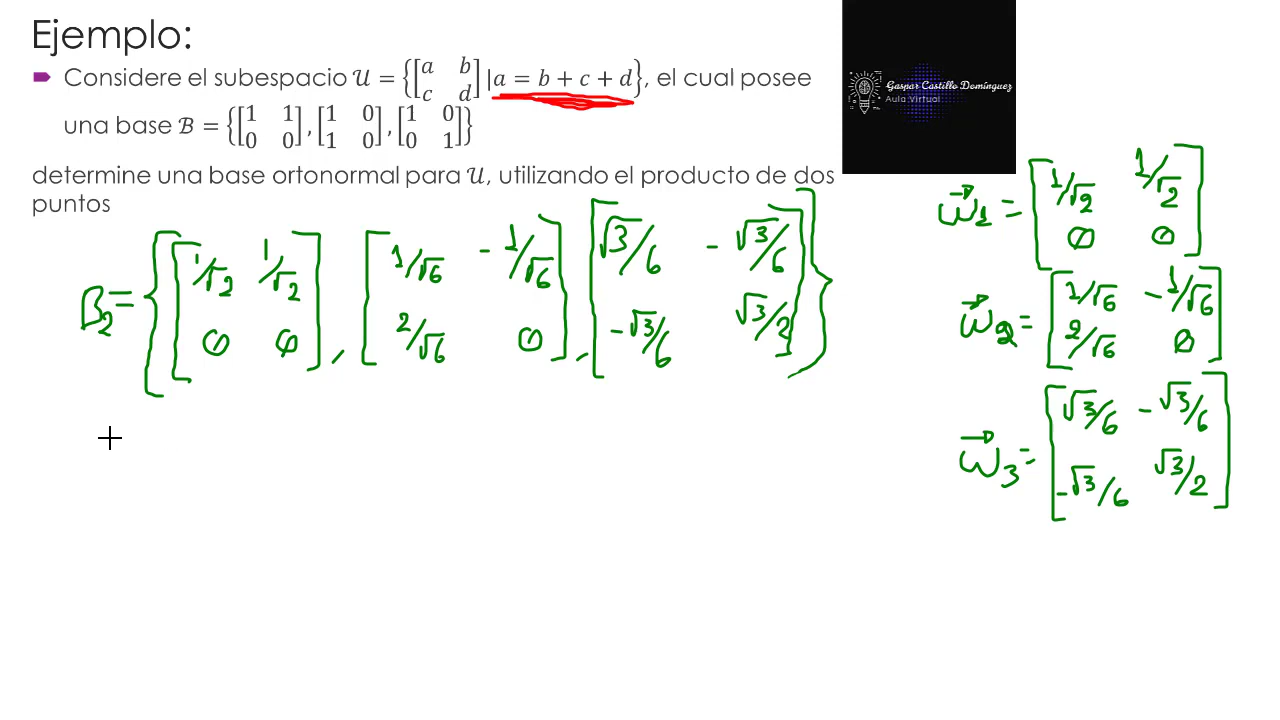 Ejemplo:
Considere el subespacio 𝒰 = {[a b; c d] | a = b + c + d}, el cual posee
una base ℬ = {[1 1; 0 0], [1 0; 1 0], [1 0; 0 1]}
determine una base ortonormal para 𝒰, utilizando el producto de dos
puntos
Gaspar Castillo Domínguez
Aula Virtual
B₂ = {[1/√2 1/√2; 0 0], [1/√6 -1/√6; 2/√6 0], [√3/6 -√3/6; -√3/6 √3/2]}
w₁ = [1/√2 1/√2; 0 0]
w₂ = [1/√6 -1/√6; 2/√6 0]
w₃ = [√3/6 -√3/6; -√3/6 √3/2]